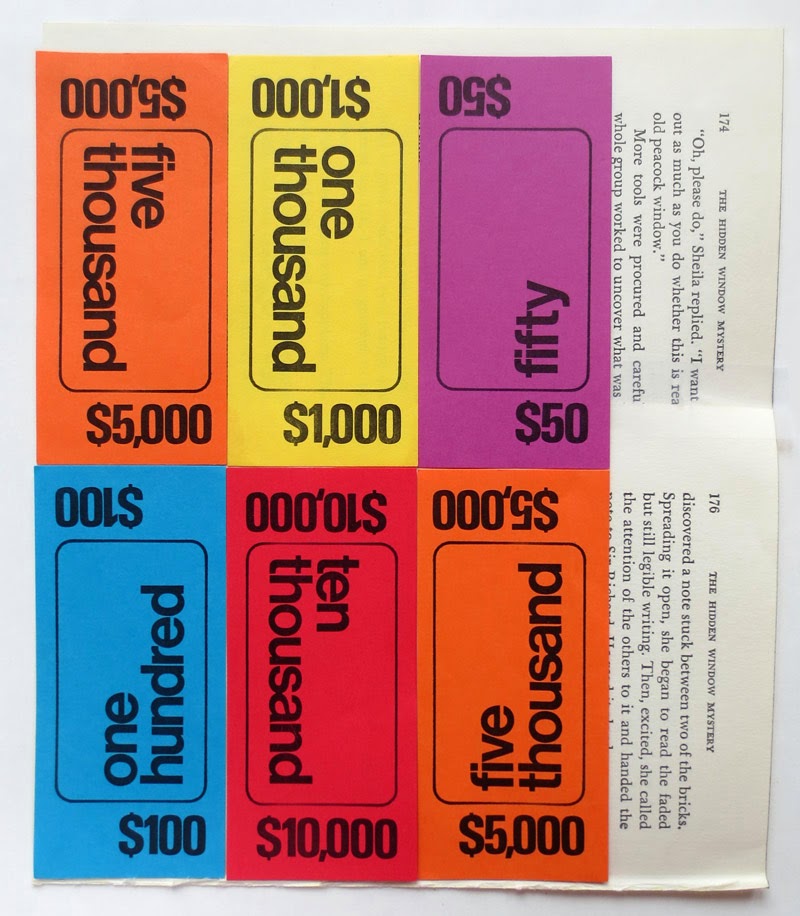 $5,000
five
thousand
$5,000
$1,000
one
thousand
$1,000
$50
fifty
$50
$100
one
hundred
$100
$10,000
ten
thousand
$10,000
$5,000
five
thousand
$5,000
174 THE HIDDEN WINDOW MYSTERY
“Oh, please do,” Sheila replied. “I want
out as much as you do whether this is rea
old peacock window.”
More tools were procured and carefu
whole group worked to uncover what was
176 THE HIDDEN WINDOW MYSTERY
discovered a note stuck between two of the bricks.
Spreading it open, she began to read the faded
but still legible writing. Then, excited, she called
the attention of the others to it and handed the